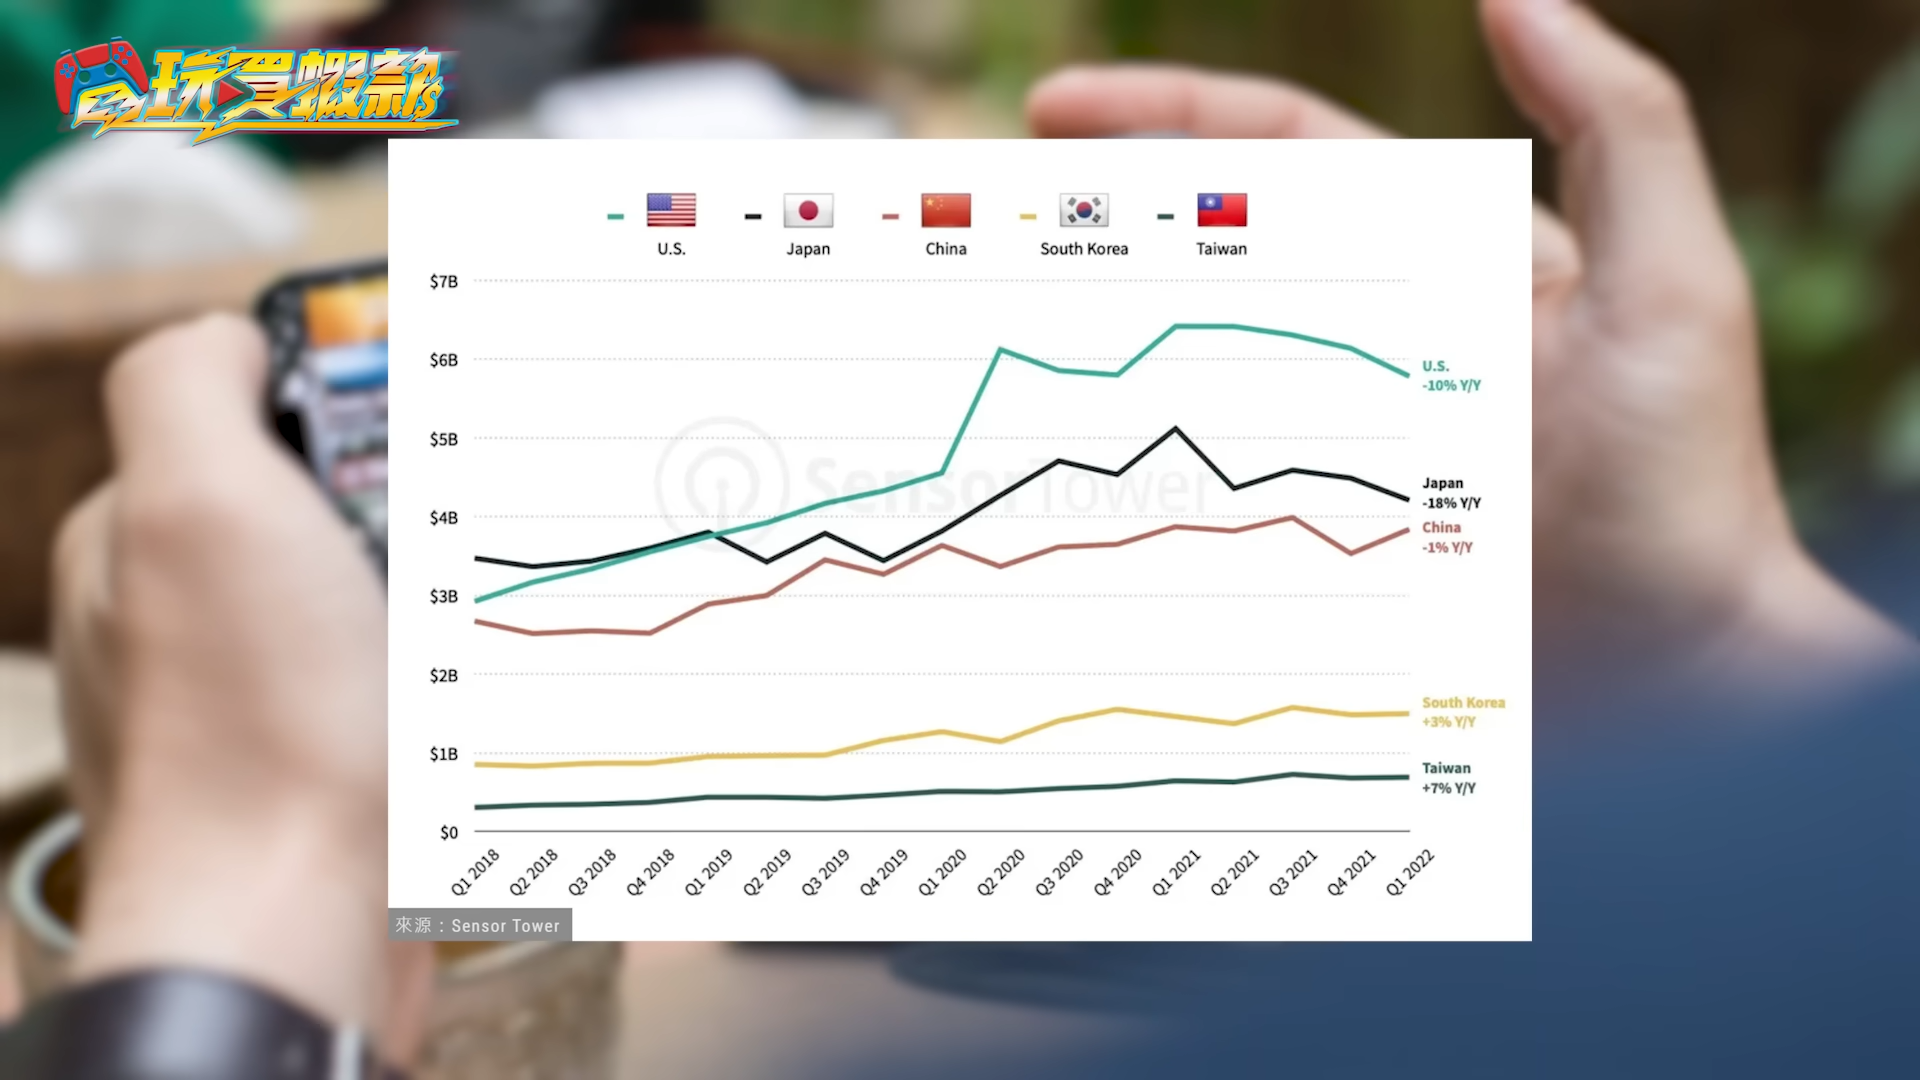 玩買蝦款
SensorTower
U.S.
Japan
China
South Korea
Taiwan
$7B
$6B
$5B
$4B
$3B
$2B
$1B
$0
U.S.
-10% Y/Y
Japan
-18% Y/Y
China
-1% Y/Y
South Korea
+3% Y/Y
Taiwan
+7% Y/Y
Q1 2018
Q2 2018
Q3 2018
Q4 2018
Q1 2019
Q2 2019
Q3 2019
Q4 2019
Q1 2020
Q2 2020
Q3 2020
Q4 2020
Q1 2021
Q2 2021
Q3 2021
Q4 2021
Q1 2022
來源：Sensor Tower